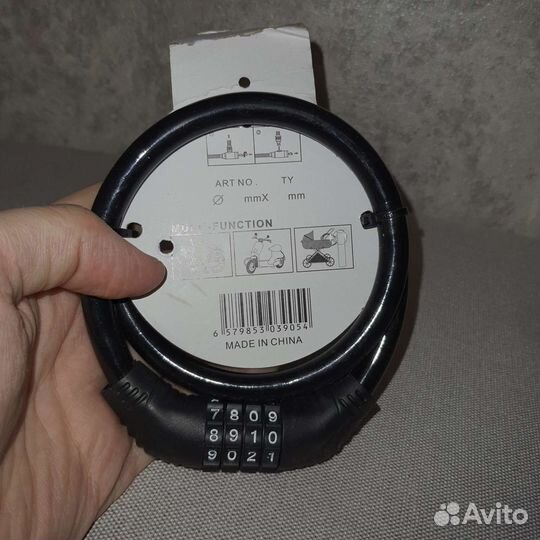 ART NO. TY
Ø mmX mm
-FUNCTION
6 579853 039054
MADE IN CHINA
7809
8910
9021
Avito